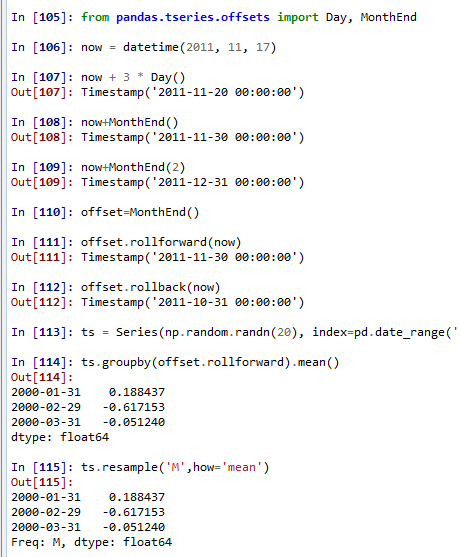 In [105]: from pandas.tseries.offsets import Day, MonthEnd
In [106]: now = datetime(2011, 11, 17)
In [107]: now + 3 * Day()
Out[107]: Timestamp('2011-11-20 00:00:00')
In [108]: now+MonthEnd()
Out[108]: Timestamp('2011-11-30 00:00:00')
In [109]: now+MonthEnd(2)
Out[109]: Timestamp('2011-12-31 00:00:00')
In [110]: offset=MonthEnd()
In [111]: offset.rollforward(now)
Out[111]: Timestamp('2011-11-30 00:00:00')
In [112]: offset.rollback(now)
Out[112]: Timestamp('2011-10-31 00:00:00')
In [113]: ts = Series(np.random.randn(20), index=pd.date_range('
In [114]: ts.groupby(offset.rollforward).mean()
Out[114]:
2000-01-31    0.188437
2000-02-29   -0.617153
2000-03-31   -0.051240
dtype: float64
In [115]: ts.resample('M',how='mean')
Out[115]:
2000-01-31    0.188437
2000-02-29   -0.617153
2000-03-31   -0.051240
Freq: M, dtype: float64